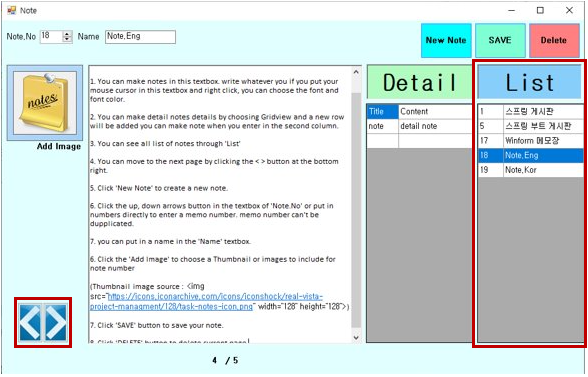 Note
Note.No 18 Name Note,Eng
New Note SAVE Delete
notes
Add Image
1. You can make notes in this textbox. write whatever you if you put your
mouse cursor in this textbox and right click, you can choose the font and
font color.
2. You can make detail notes details by choosing Gridview and a new row
will be added you can make note when you enter in the second column.
3. You can see all list of notes through 'List'
4. You can move to the next page by clicking the < > button at the bottom
right.
5. Click 'New Note' to create a new note.
6. Click the up, down arrows button in the textbox of 'Note.No' or put in
numbers directly to enter a memo number. memo number can't be
dupplicated.
7. you can put in a name in the 'Name' textbox.
6. Click the 'Add Image' to choose a Thumbnail or images to include for
note number
(Thumbnail image source : <img
src="https://icons.iconarchive.com/icons/iconshock/real-vista-
project-managment/128/task-notes-icon.png" width="128" height="128">)
7. Click 'SAVE' button to save your note.
8. Click 'DELETE' button to delete current page
Detail
Title Content
note detail note
List
1 스프링 게시판
5 스프링 부트 게시판
17 Winform 메모장
18 Note,Eng
19 Note,Kor
< >
4 / 5